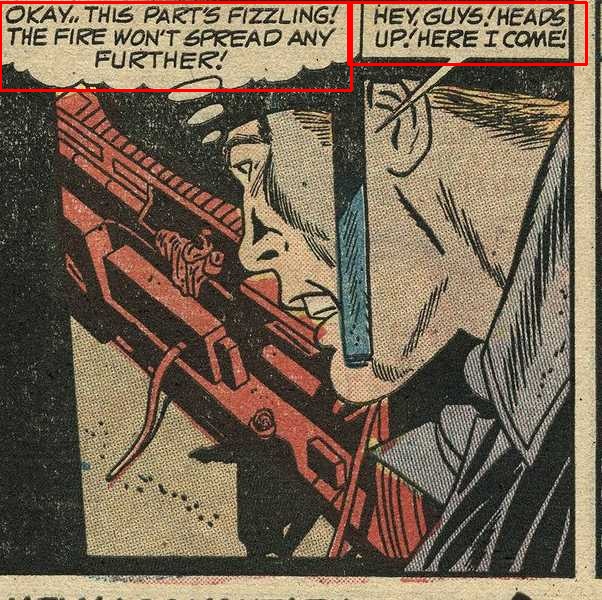 OKAY.. THIS PART'S FIZZLING!
THE FIRE WON'T SPREAD ANY
FURTHER!
HEY, GUYS! HEADS
UP! HERE I COME!